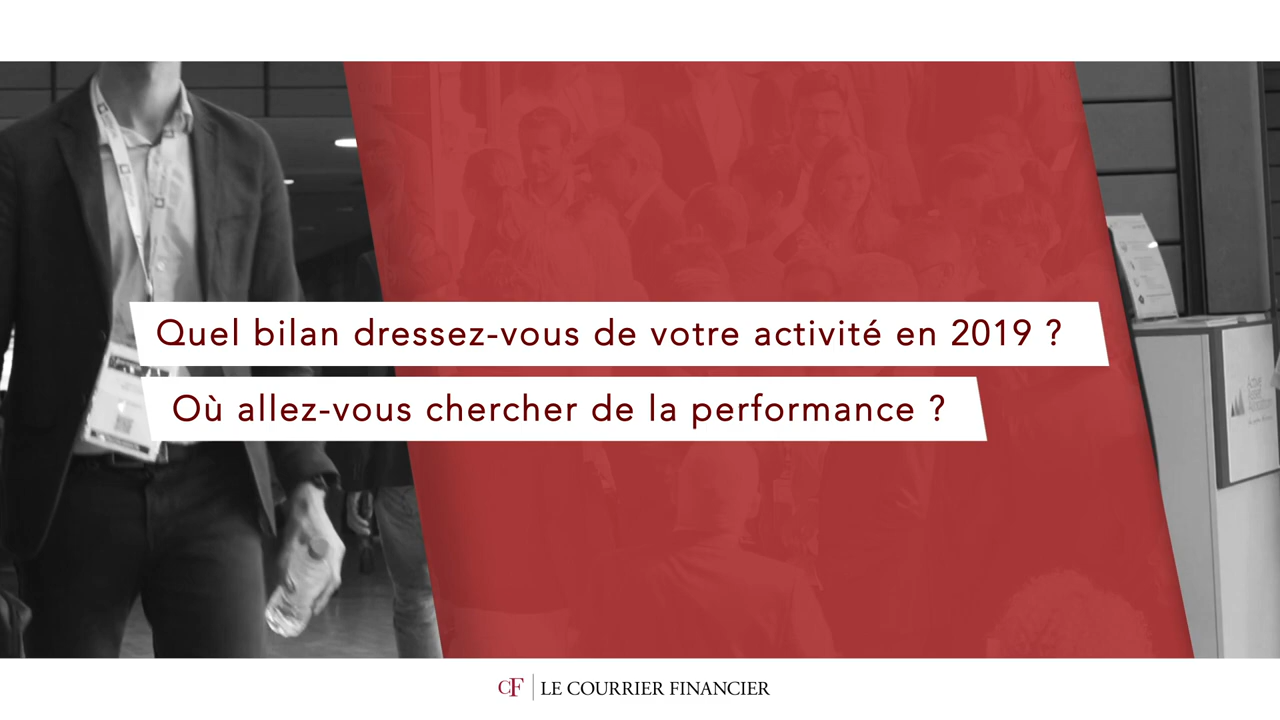 Quel bilan dressez-vous de votre activité en 2019 ?
Où allez-vous chercher de la performance ?
CF LE COURRIER FINANCIER